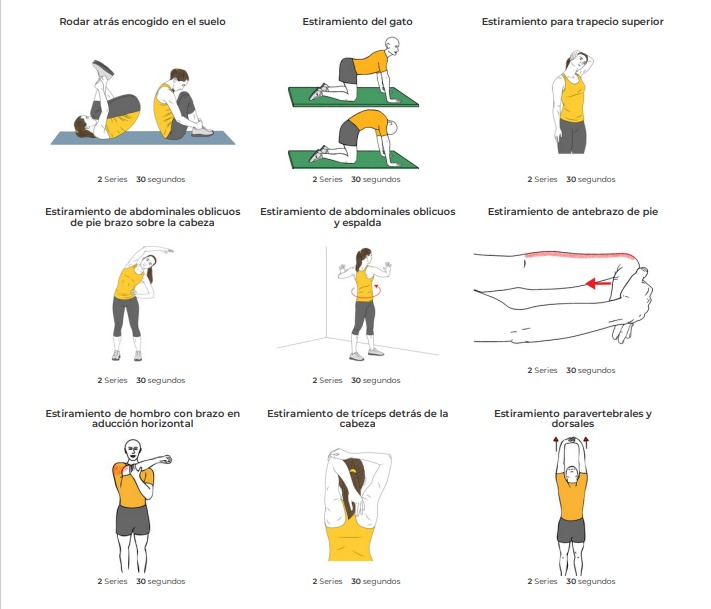 Rodar atrás encogido en el suelo
Estiramiento del gato
Estiramiento para trapecio superior
2 Series 30 segundos
2 Series 30 segundos
2 Series 30 segundos
Estiramiento de abdominales oblicuos
de pie brazo sobre la cabeza
Estiramiento de abdominales oblicuos
y espalda
Estiramiento de antebrazo de pie
2 Series 30 segundos
2 Series 30 segundos
2 Series 30 segundos
Estiramiento de hombro con brazo en
aducción horizontal
Estiramiento de tríceps detrás de la
cabeza
Estiramiento paravertebrales y
dorsales
2 Series 30 segundos
2 Series 30 segundos
2 Series 30 segundos